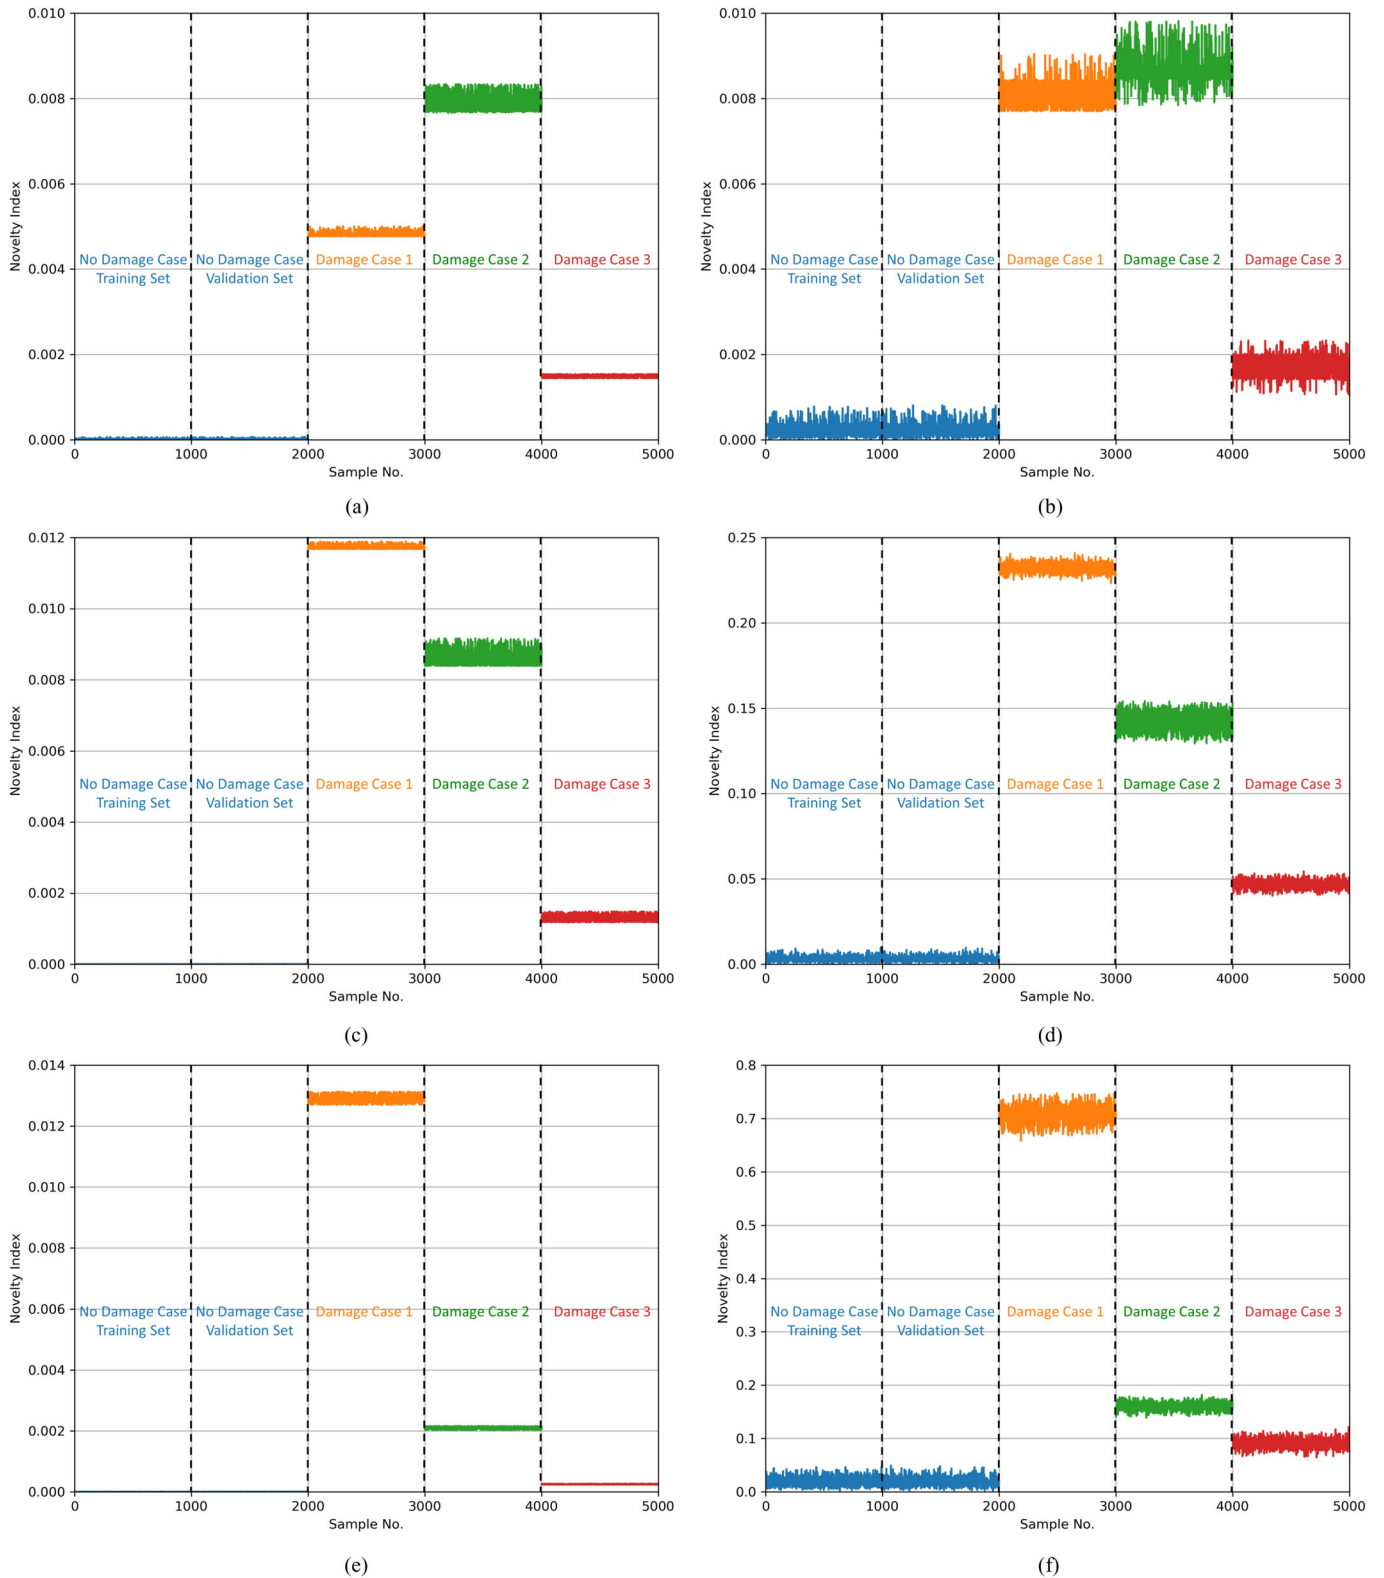 0.010
0.008
0.006
0.004
0.002
0.000
Novelty Index
No Damage Case
Training Set
No Damage Case
Validation Set
Damage Case 1
Damage Case 2
Damage Case 3
0 1000 2000 3000 4000 5000
Sample No.
(a)
0.010
0.008
0.006
0.004
0.002
0.000
Novelty Index
No Damage Case
Training Set
No Damage Case
Validation Set
Damage Case 1
Damage Case 2
Damage Case 3
0 1000 2000 3000 4000 5000
Sample No.
(b)
0.012
0.010
0.008
0.006
0.004
0.002
0.000
Novelty Index
No Damage Case
Training Set
No Damage Case
Validation Set
Damage Case 1
Damage Case 2
Damage Case 3
0 1000 2000 3000 4000 5000
Sample No.
(c)
0.25
0.20
0.15
0.10
0.05
0.00
Novelty Index
No Damage Case
Training Set
No Damage Case
Validation Set
Damage Case 1
Damage Case 2
Damage Case 3
0 1000 2000 3000 4000 5000
Sample No.
(d)
0.014
0.012
0.010
0.008
0.006
0.004
0.002
0.000
Novelty Index
No Damage Case
Training Set
No Damage Case
Validation Set
Damage Case 1
Damage Case 2
Damage Case 3
0 1000 2000 3000 4000 5000
Sample No.
(e)
0.8
0.7
0.6
0.5
0.4
0.3
0.2
0.1
0.0
Novelty Index
No Damage Case
Training Set
No Damage Case
Validation Set
Damage Case 1
Damage Case 2
Damage Case 3
0 1000 2000 3000 4000 5000
Sample No.
(f)